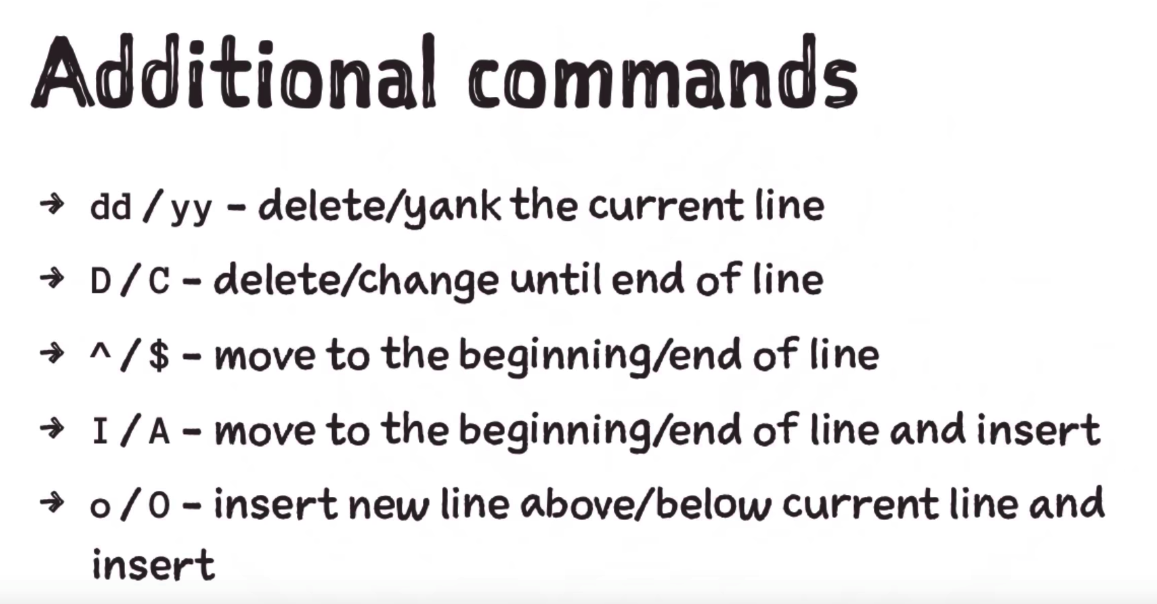 Additional commands
→ dd / yy – delete/yank the current line
→ D / C – delete/change until end of line
→ ^ / $ – move to the beginning/end of line
→ I / A – move to the beginning/end of line and insert
→ o / O – insert new line above/below current line and
insert